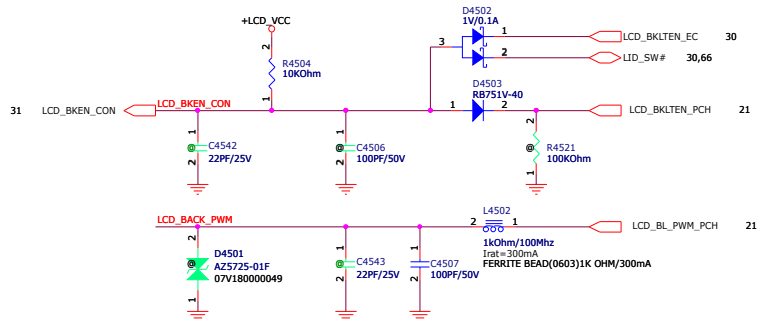 D4502
1V/0.1A
+LCD_VCC
1
LCD_BKLTEN_EC
30
3
2
LID_SW#
30,66
2
R4504
10KOhm
1
D4503
RB751V-40
31
LCD_BKEN_CON
LCD_BKEN_CON
1
2
LCD_BKLTEN_PCH
21
1
@
C4542
22PF/25V
2
1
@
C4506
100PF/50V
2
2
@
R4521
100KOhm
1
LCD_BACK_PWM
L4502
2
1
LCD_BL_PWM_PCH
21
1kOhm/100Mhz
Irat=300mA
FERRITE BEAD(0603)1K OHM/300mA
2
@
D4501
AZ5725-01F
07V180000049
1
1
@
C4543
22PF/25V
2
1
C4507
100PF/50V
2